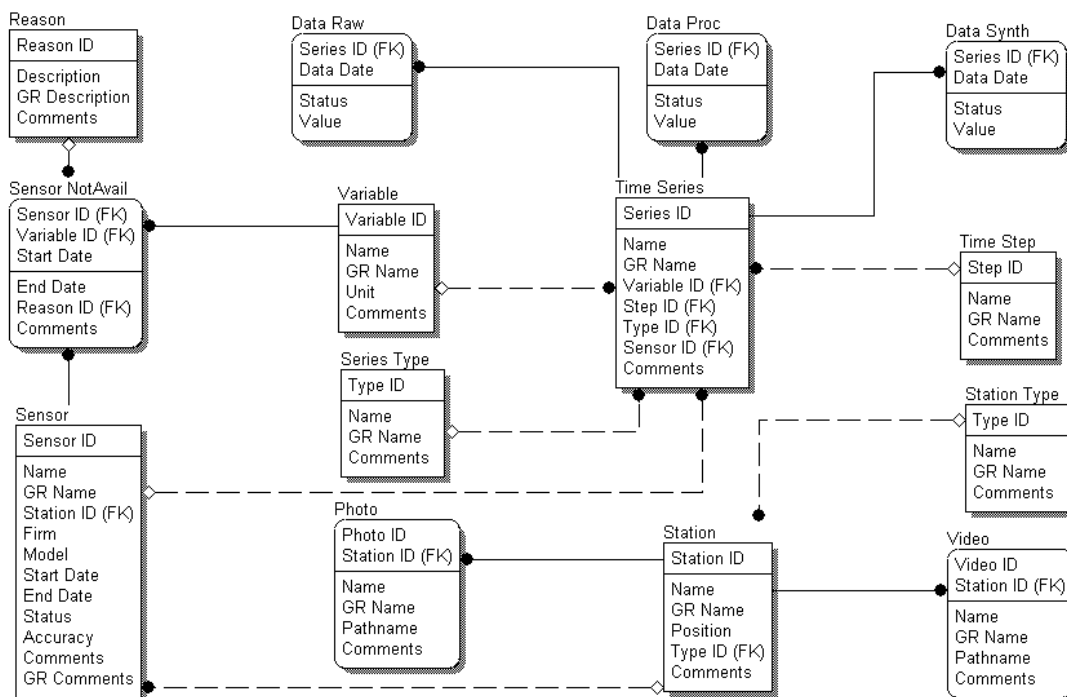 Reason
Reason ID
Description
GR Description
Comments
Data Raw
Series ID (FK)
Data Date
Status
Value
Data Proc
Series ID (FK)
Data Date
Status
Value
Data Synth
Series ID (FK)
Data Date
Status
Value
Sensor NotAvail
Sensor ID (FK)
Variable ID (FK)
Start Date
End Date
Reason ID (FK)
Comments
Variable
Variable ID
Name
GR Name
Unit
Comments
Time Series
Series ID
Name
GR Name
Variable ID (FK)
Step ID (FK)
Type ID (FK)
Sensor ID (FK)
Comments
Time Step
Step ID
Name
GR Name
Comments
Series Type
Type ID
Name
GR Name
Comments
Station Type
Type ID
Name
GR Name
Comments
Sensor
Sensor ID
Name
GR Name
Station ID (FK)
Firm
Model
Start Date
End Date
Status
Accuracy
Comments
GR Comments
Photo
Photo ID
Station ID (FK)
Name
GR Name
Pathname
Comments
Station
Station ID
Name
GR Name
Position
Type ID (FK)
Comments
Video
Video ID
Station ID (FK)
Name
GR Name
Pathname
Comments